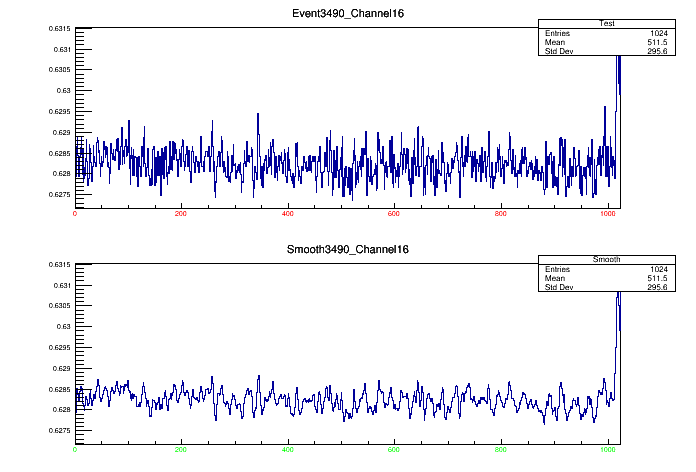 Event3490_Channel16
Test
Entries 1024
Mean 511.5
Std Dev 295.6
0.6315
0.631
0.6305
0.63
0.6295
0.629
0.6285
0.628
0.6275
0 200 400 600 800 1000
Smooth3490_Channel16
Smooth
Entries 1024
Mean 511.5
Std Dev 295.6
0.6315
0.631
0.6305
0.63
0.6295
0.629
0.6285
0.628
0.6275
0 200 400 600 800 1000